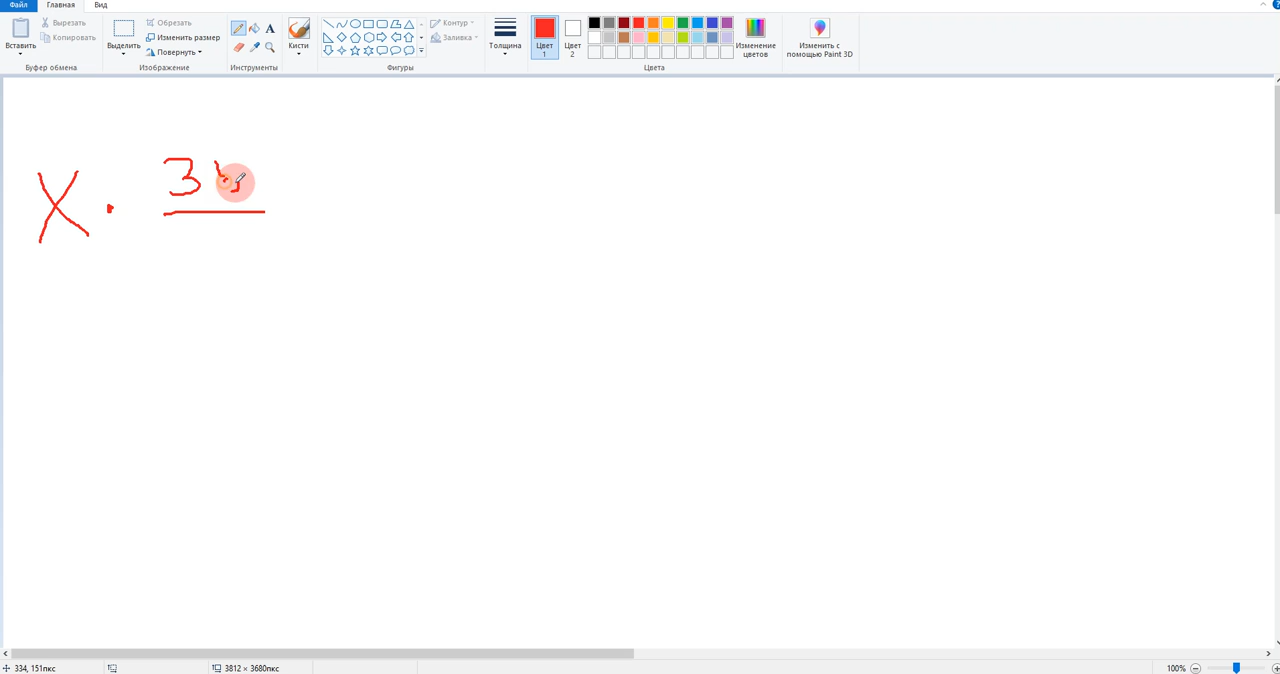 Файл Главная Вид
Вставить
Вырезать
Копировать
Буфер обмена
Выделить
Обрезать
Изменить размер
Повернуть
Изображение
A
Инструменты
Кисти
Контур
Заливка
Фигуры
Толщина
Цвет 1
Цвет 2
Изменение цветов
Цвета
Изменить с помощью Paint 3D
X · 3
334, 151пкс
3812 × 3680пкс
100%